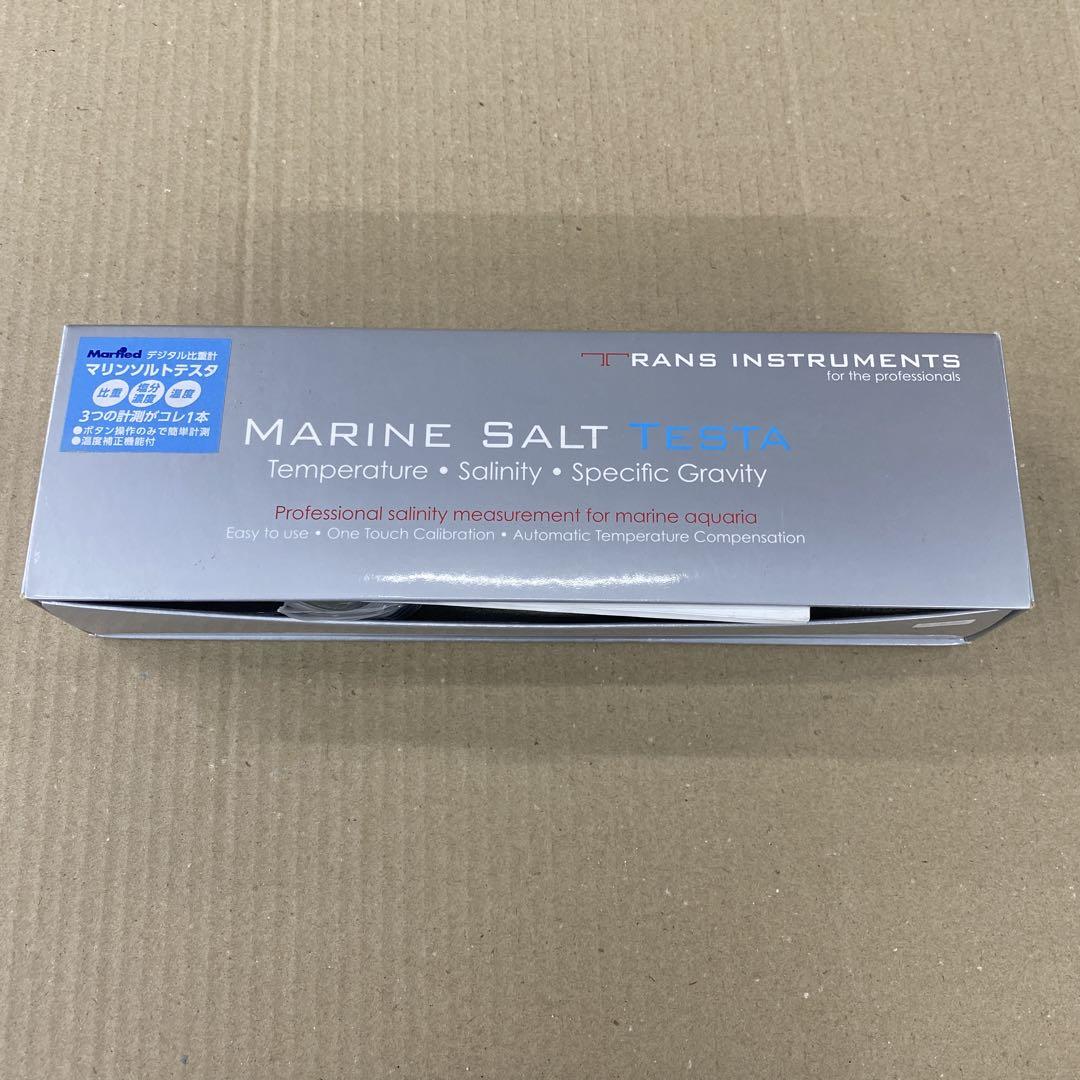 Marfied デジタル比重計
マリンソルトテスタ
比重 塩分濃度 温度
3つの計測がコレ1本
●ボタン操作のみで簡単計測
●温度補正機能付
TRANS INSTRUMENTS
for the professionals
MARINE SALT TESTA
Temperature • Salinity • Specific Gravity
Professional salinity measurement for marine aquaria
Easy to use • One Touch Calibration • Automatic Temperature Compensation